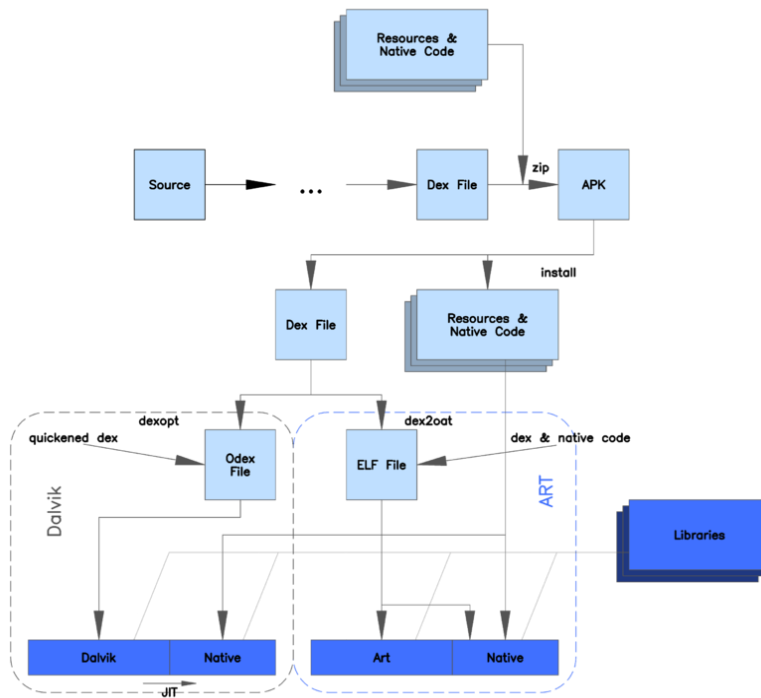 Resources &
Native Code
Source
...
Dex File
zip
APK
install
Dex File
Resources &
Native Code
dexopt
dex2oat
quickened dex
Odex
File
ELF File
dex & native code
Dalvik
ART
Libraries
Dalvik
Native
Art
Native
JIT